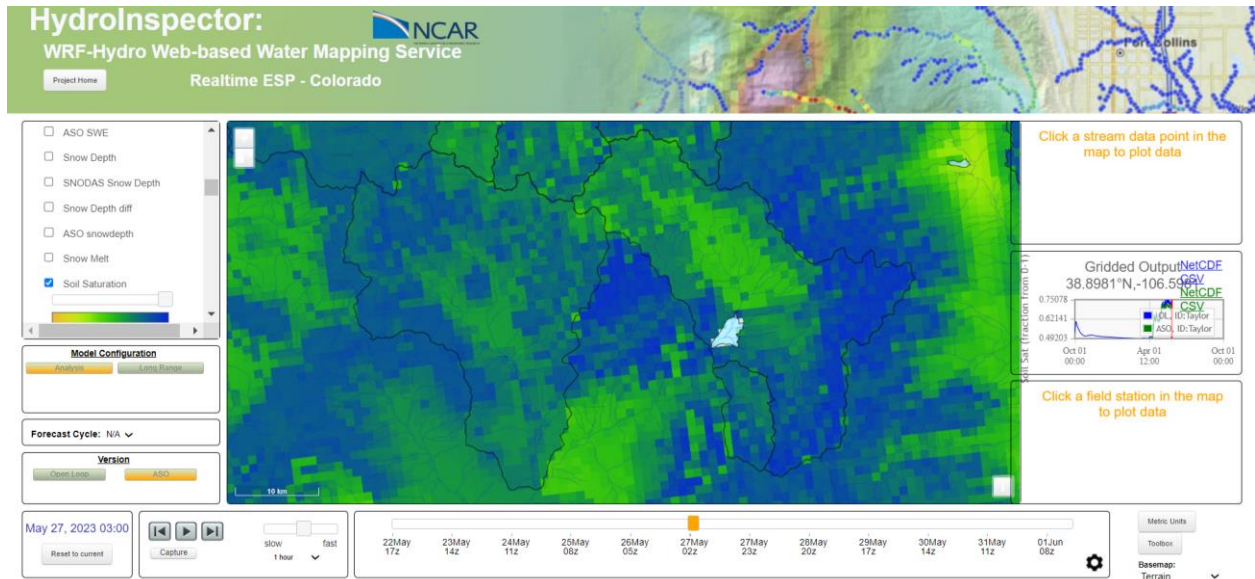 HydroInspector:
NCAR
WRF-Hydro Web-based Water Mapping Service
Project Home
Realtime ESP - Colorado
Fort Collins
ASO SWE
Snow Depth
SNODAS Snow Depth
Snow Depth diff
ASO snowdepth
Snow Melt
Soil Saturation
Model Configuration
Analysis Long Range
Forecast Cycle: N/A
Version
Open Loop ASO
10 km
Click a stream data point in the
map to plot data
Gridded Output
NetCDF
CSV
NetCDF
CSV
Soil Sat (fraction from 0-1)
0.75078
0.62141
0.49203
ID:Taylor
ASO, ID:Taylor
Oct 01
00:00
Apr 01
12:00
Oct 01
00:00
Click a field station in the map
to plot data
May 27, 2023 03:00
Reset to current
Capture
slow fast
1 hour
22May
17z
23May
14z
24May
11z
25May
08z
26May
05z
27May
02z
27May
23z
28May
20z
29May
17z
30May
14z
31May
11z
01Jun
08z
Metric Units
Toolbox
Basemap:
Terrain